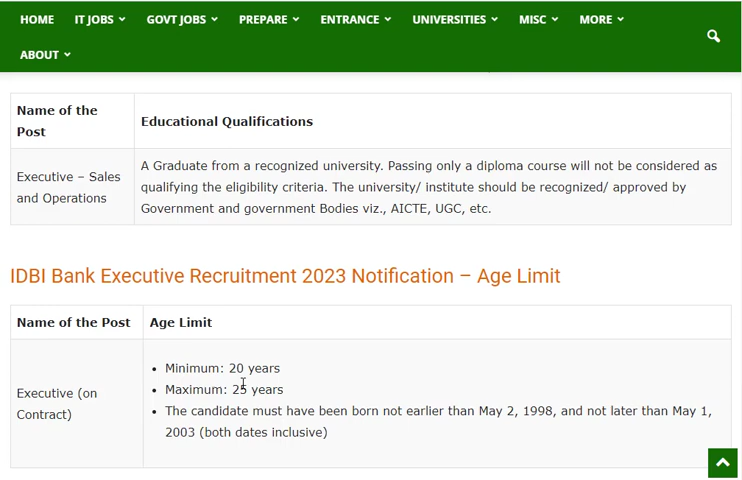 HOME IT JOBS GOVT JOBS PREPARE ENTRANCE UNIVERSITIES MISC MORE
ABOUT
Name of the
Post
Educational Qualifications
Executive – Sales
and Operations
A Graduate from a recognized university. Passing only a diploma course will not be considered as
qualifying the eligibility criteria. The university/ institute should be recognized/ approved by
Government and government Bodies viz., AICTE, UGC, etc.
IDBI Bank Executive Recruitment 2023 Notification – Age Limit
Name of the Post Age Limit
Executive (on
Contract)
• Minimum: 20 years
• Maximum: 25 years
• The candidate must have been born not earlier than May 2, 1998, and not later than May 1,
2003 (both dates inclusive)